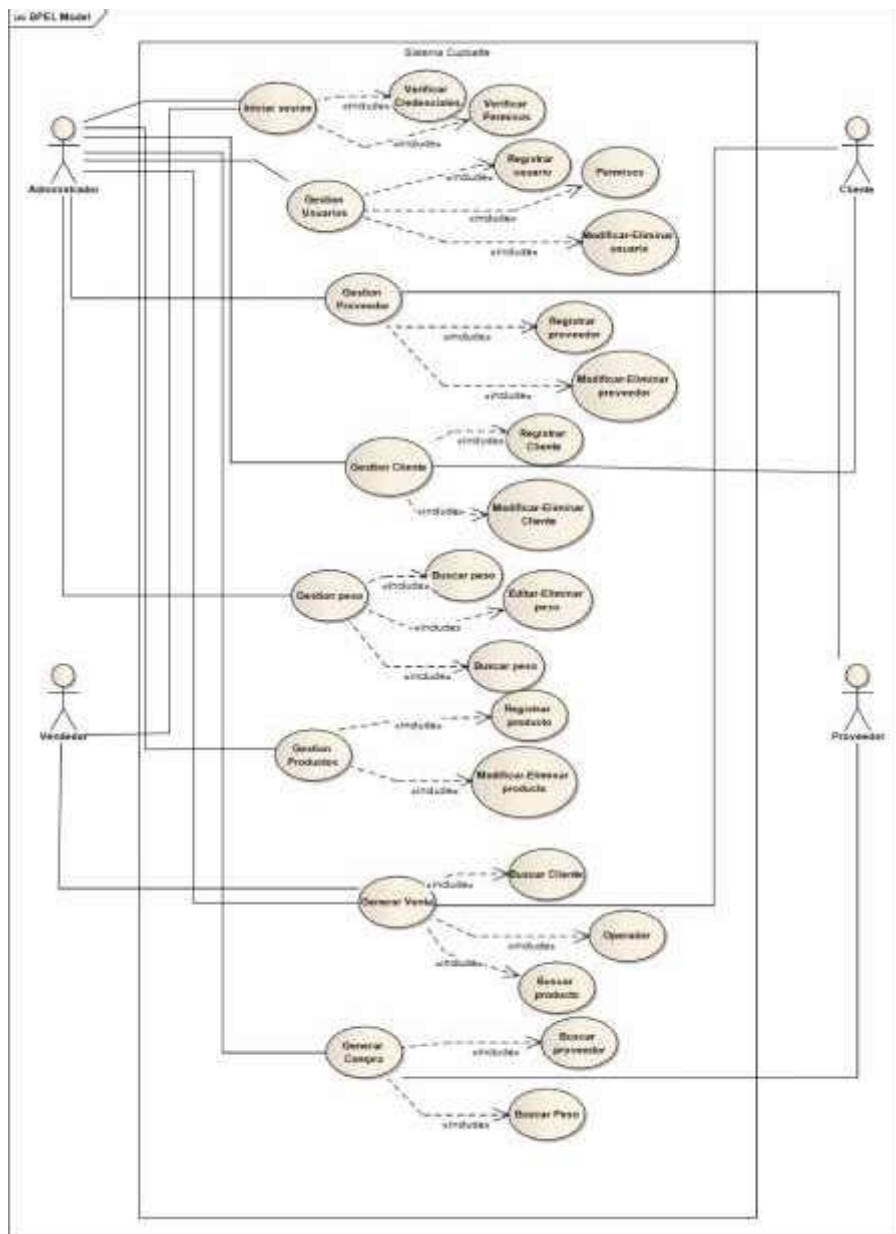 uc BPEL Model
Iniciar sesion
«include»
Verificar
Credenciales
Verificar
Permisos
«include»
Administrador
Cliente
Gestion
Usuarios
«include»
Registrar
usuario
«include»
Permisos
«include»
Modificar-Eliminar
usuario
Gestion
Proveedor
«include»
Registrar
proveedor
«include»
Modificar-Eliminar
proveedor
Gestion Cliente
«include»
Registrar
Cliente
«include»
Modificar-Eliminar
Cliente
Gestion peso
«include»
Buscar peso
«include»
Editar-Eliminar
peso
«include»
Buscar peso
Vendedor
Proveedor
Gestion
Productos
«include»
Registrar
producto
«include»
Modificar-Eliminar
producto
Generar Venta
«include»
Buscar Cliente
«include»
Operador
«include»
Buscar
producto
Generar
Compra
«include»
Buscar
proveedor
«include»
Buscar Peso